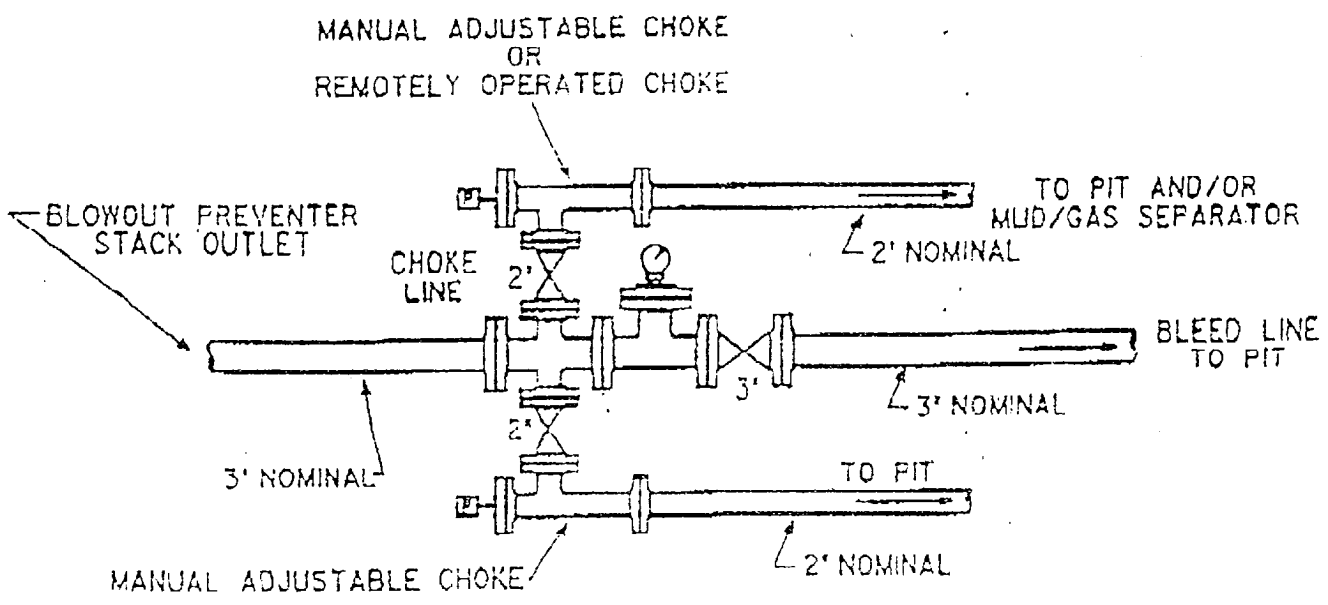 MANUAL ADJUSTABLE CHOKE
OR
REMOTELY OPERATED CHOKE
TO PIT AND/OR
MUD/GAS SEPARATOR
BLOWOUT PREVENTER
STACK OUTLET
2' NOMINAL
CHOKE
LINE
2'
BLEED LINE
TO PIT
3'
3' NOMINAL
2"
3' NOMINAL
TO PIT
2' NOMINAL
MANUAL ADJUSTABLE CHOKE